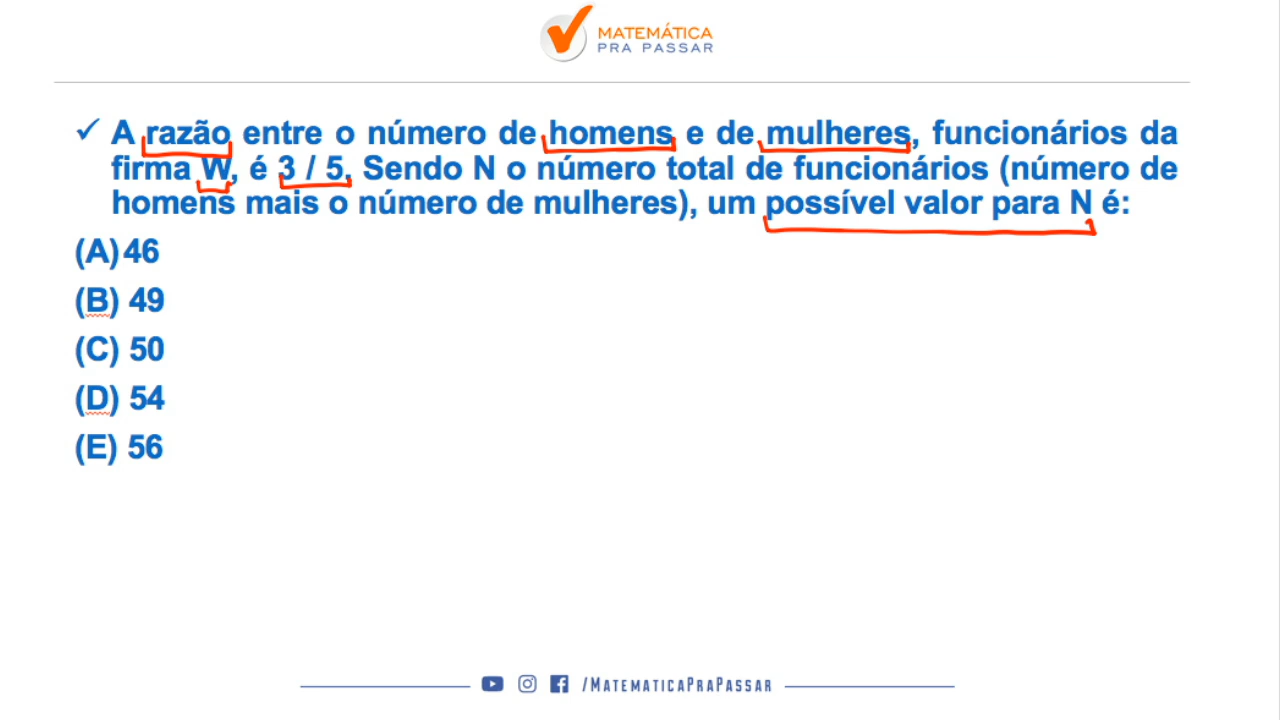 MATEMÁTICA
PRA PASSAR
✓ A razão entre o número de homens e de mulheres, funcionários da
firma W, é 3 / 5. Sendo N o número total de funcionários (número de
homens mais o número de mulheres), um possível valor para N é:
(A) 46
(B) 49
(C) 50
(D) 54
(E) 56
/MATEMATICAPRAPASSAR